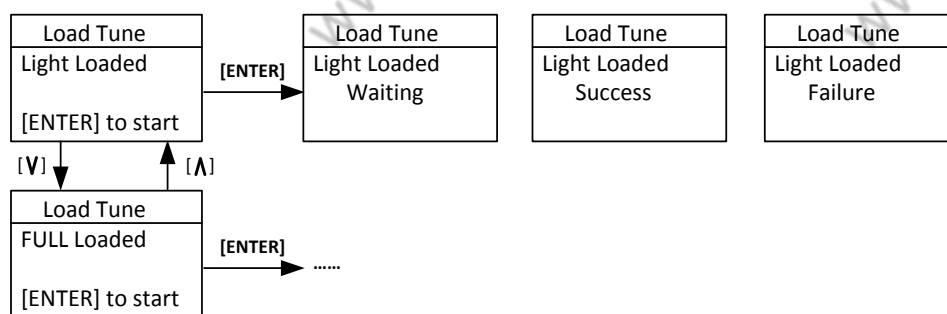 Load Tune
Light Loaded
[ENTER] to start
[ENTER]
Load Tune
Light Loaded
Waiting
Load Tune
Light Loaded
Success
Load Tune
Light Loaded
Failure
[V]
[Λ]
Load Tune
FULL Loaded
[ENTER] to start
[ENTER]
......